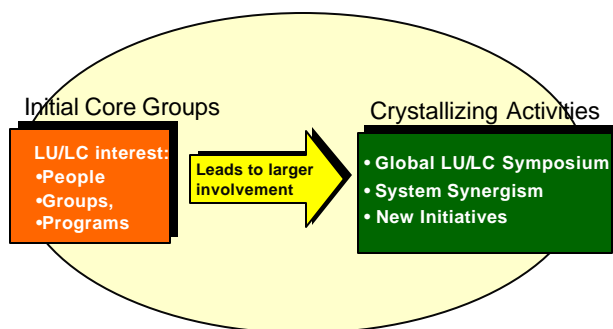 Initial Core Groups
LU/LC interest:
•People
•Groups,
•Programs
Leads to larger
involvement
Crystallizing Activities
• Global LU/LC Symposium
• System Synergism
• New Initiatives